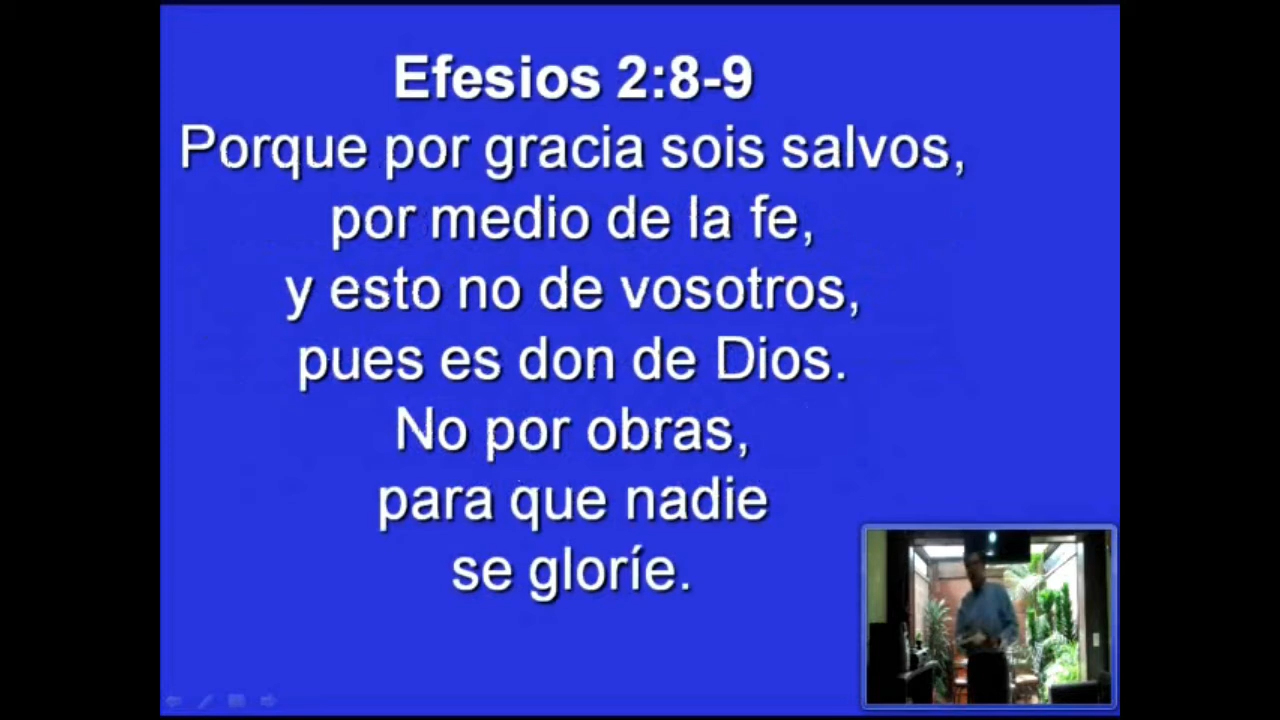 Efesios 2:8-9
Porque por gracia sois salvos,
por medio de la fe,
y esto no de vosotros,
pues es don de Dios.
No por obras,
para que nadie
se gloríe.